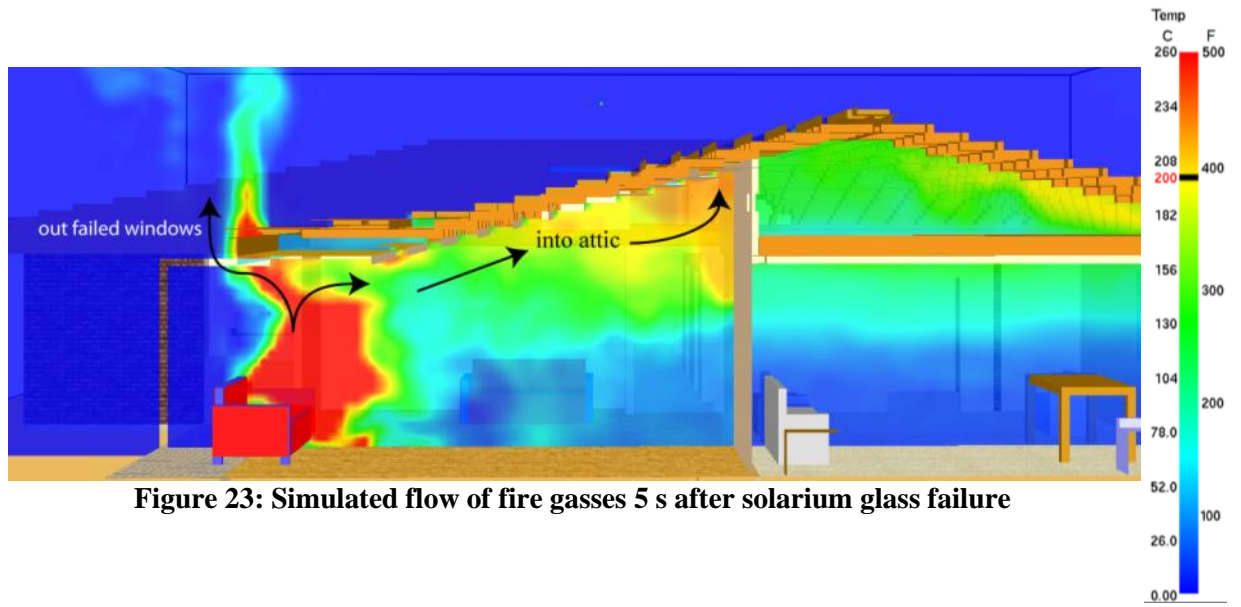 Temp
C F
260 500
234
208 400
200
182
156 300
130
104
78.0 200
52.0
100
26.0
0.00
out failed windows
into attic
Figure 23: Simulated flow of fire gasses 5 s after solarium glass failure